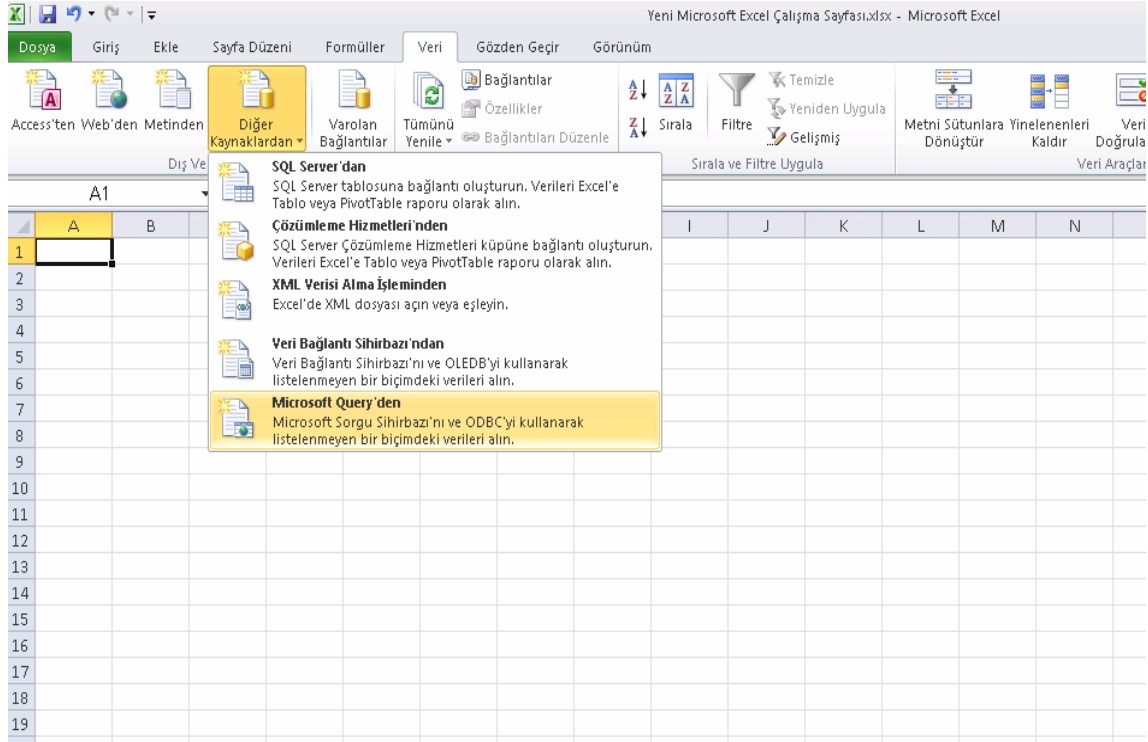 Yeni Microsoft Excel Çalışma Sayfası.xlsx - Microsoft Excel
Dosya Giriş Ekle Sayfa Düzeni Formüller Veri Gözden Geçir Görünüm
Access'ten Web'den Metinden Diğer Kaynaklardan
Varolan Bağlantılar
Tümünü Yenile
Bağlantılar
Özellikler
Bağlantıları Düzenle
Sırala
Filtre
Temizle
Yeniden Uygula
Gelişmiş
Metni Sütunlara Dönüştür
Yinelenenleri Kaldır
Veri Doğrula
Dış Ve
Sırala ve Filtre Uygula
Veri Araçlar
A1
SQL Server'dan
SQL Server tablosuna bağlantı oluşturun. Verileri Excel'e
Tablo veya PivotTable raporu olarak alın.
Çözümleme Hizmetleri'nden
SQL Server Çözümleme Hizmetleri küpüne bağlantı oluşturun.
Verileri Excel'e Tablo veya PivotTable raporu olarak alın.
XML Verisi Alma İşleminden
Excel'de XML dosyası açın veya eşleyin.
Veri Bağlantı Sihirbazı'ndan
Veri Bağlantı Sihirbazı'nı ve OLEDB'yi kullanarak
listelenmeyen bir biçimdeki verileri alın.
Microsoft Query'den
Microsoft Sorgu Sihirbazı'nı ve ODBC'yi kullanarak
listelenmeyen bir biçimdeki verileri alın.
A B I J K L M N
1
2
3
4
5
6
7
8
9
10
11
12
13
14
15
16
17
18
19